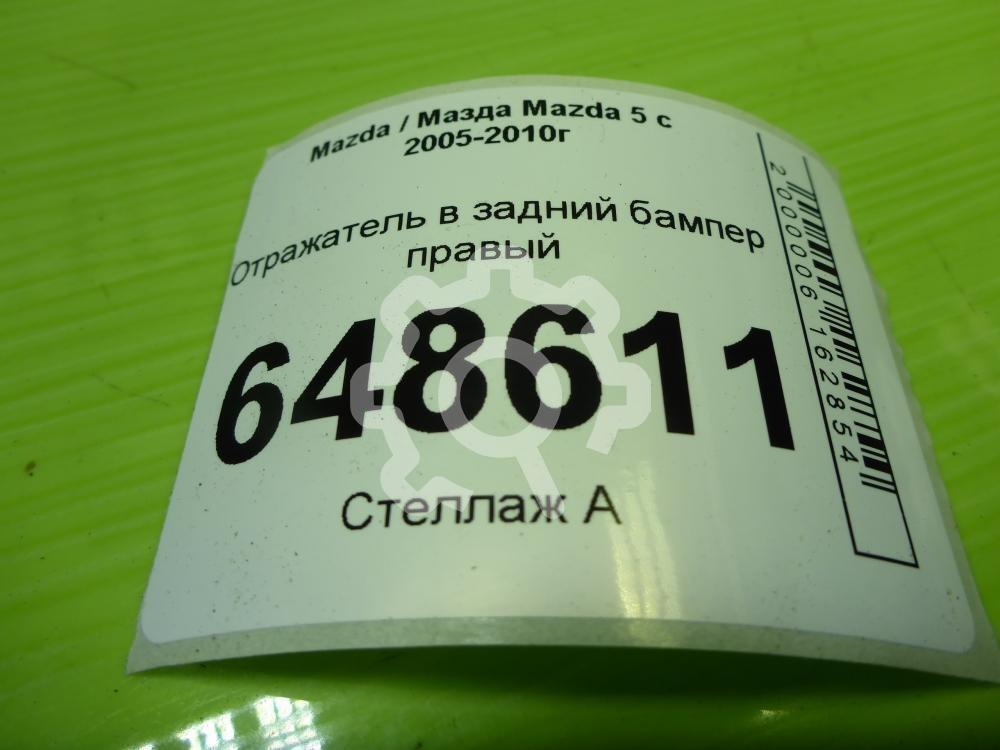 Mazda / Мазда Mazda 5 с
2005-2010г
Отражатель в задний бампер
правый
648611
Стеллаж А
2000006162854